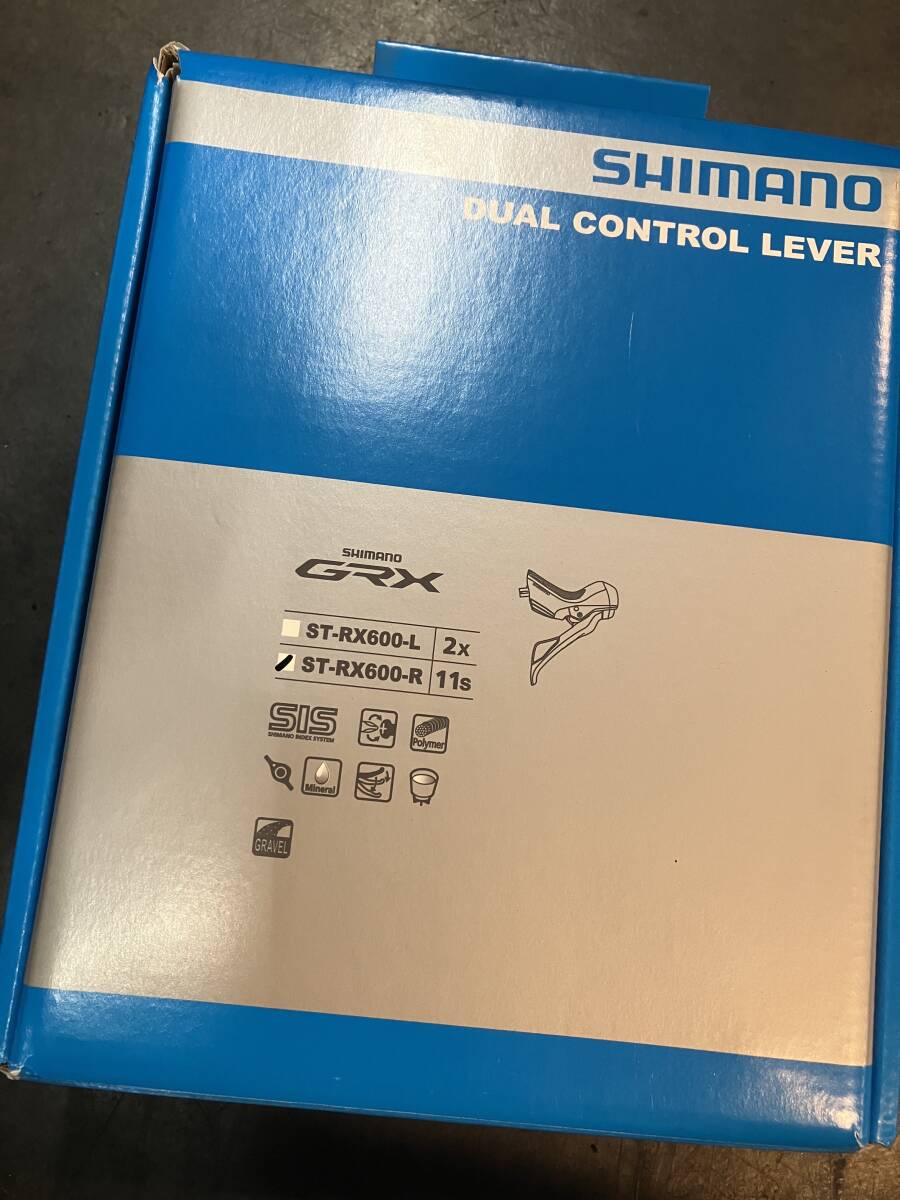 SHIMANO
DUAL CONTROL LEVER
SHIMANO
GRX
ST-RX600-L 2x
ST-RX600-R 11s
SIS
SHIMANO INDEX SYSTEM
Polymer
Mineral
GRAVEL